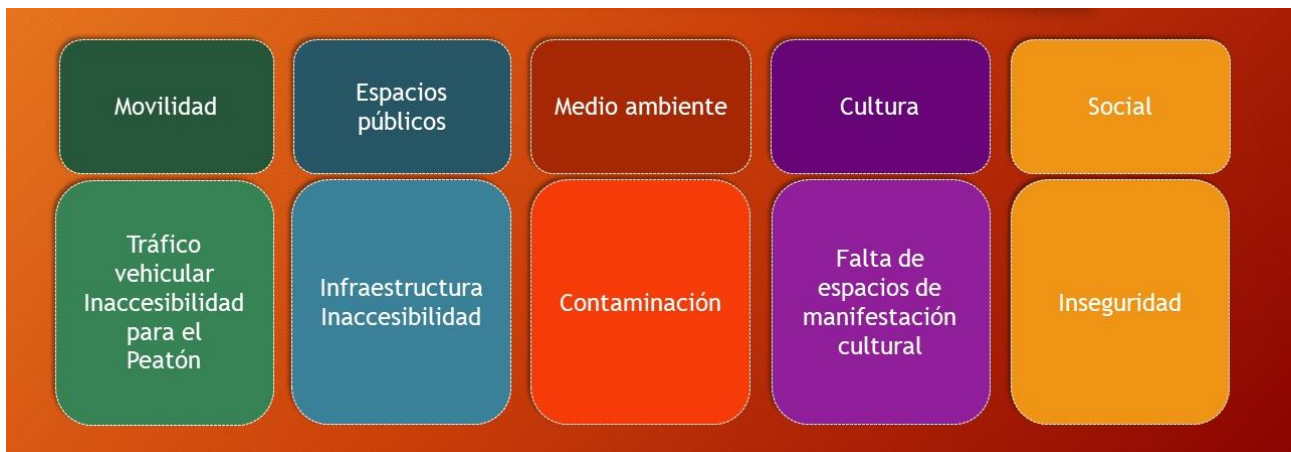 Movilidad
Espacios
públicos
Medio ambiente
Cultura
Social
Tráfico
vehicular
Inaccesibilidad
para el
Peatón
Infraestructura
Inaccesibilidad
Contaminación
Falta de
espacios de
manifestación
cultural
Inseguridad